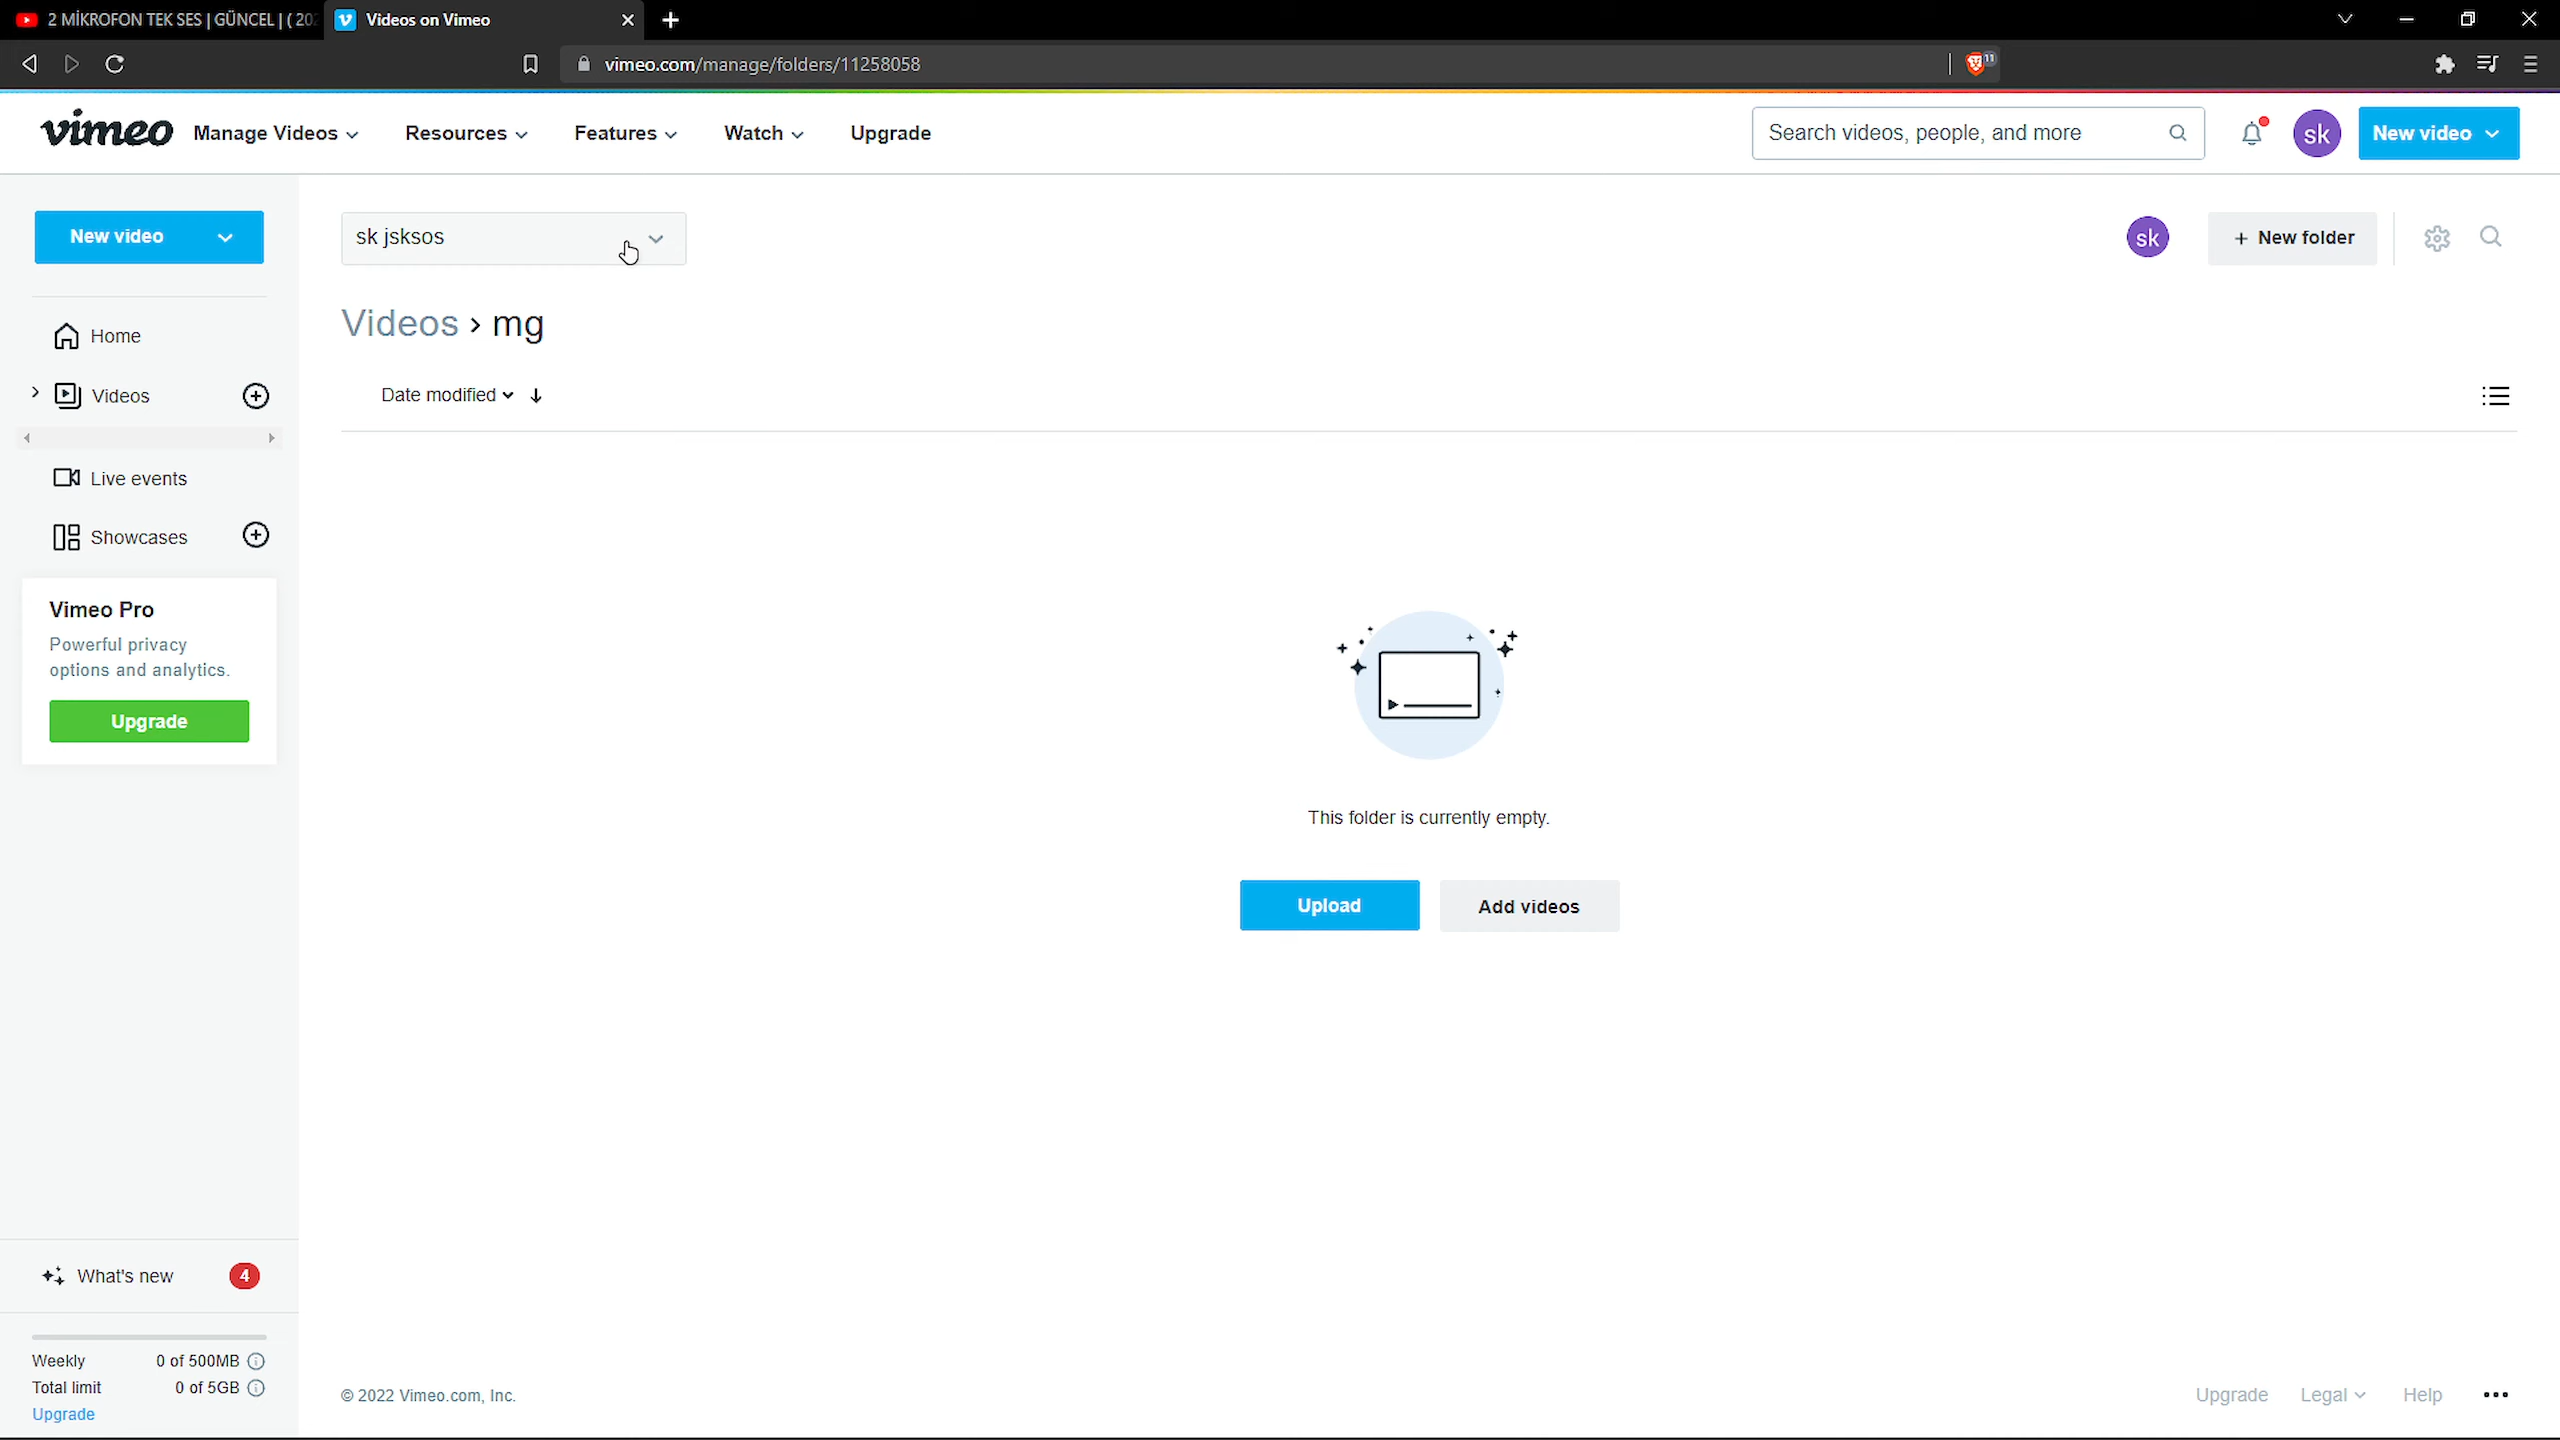 2 MİKROFON TEK SES | GÜNCEL | ( 202
Videos on Vimeo
vimeo.com/manage/folders/11258058
11
vimeo
Manage Videos
Resources
Features
Watch
Upgrade
Search videos, people, and more
sk
New video
New video
sk jsksos
sk
+ New folder
Home
Videos
Live events
Showcases
Videos › mg
Date modified
Vimeo Pro
Powerful privacy
options and analytics.
Upgrade
This folder is currently empty.
Upload
Add videos
What's new
4
Weekly 0 of 500MB
Total limit 0 of 5GB
Upgrade
© 2022 Vimeo.com, Inc.
Upgrade
Legal
Help